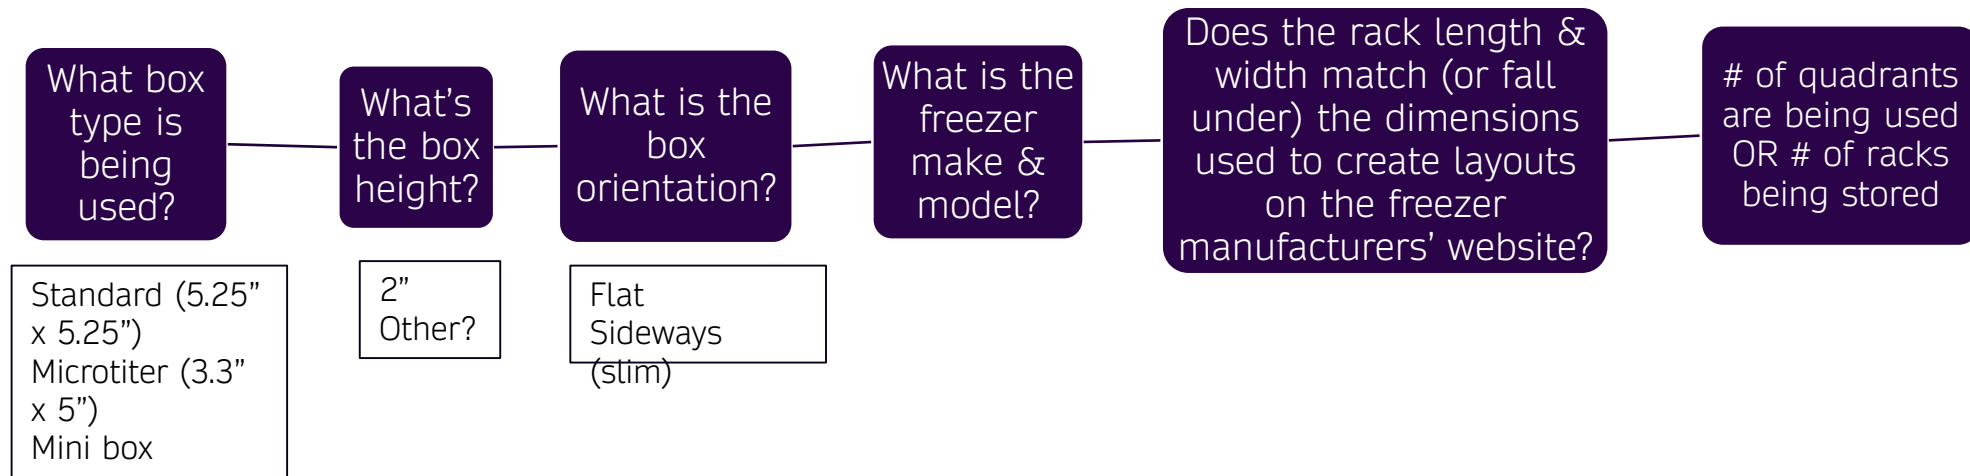 What box
type is
being
used?
What's
the box
height?
What is the
box
orientation?
What is the
freezer
make &
model?
Does the rack length &
width match (or fall
under) the dimensions
used to create layouts
on the freezer
manufacturers’ website?
# of quadrants
are being used
OR # of racks
being stored
Standard (5.25”
x 5.25”)
Microtiter (3.3”
x 5”)
Mini box
2”
Other?
Flat
Sideways
(slim)